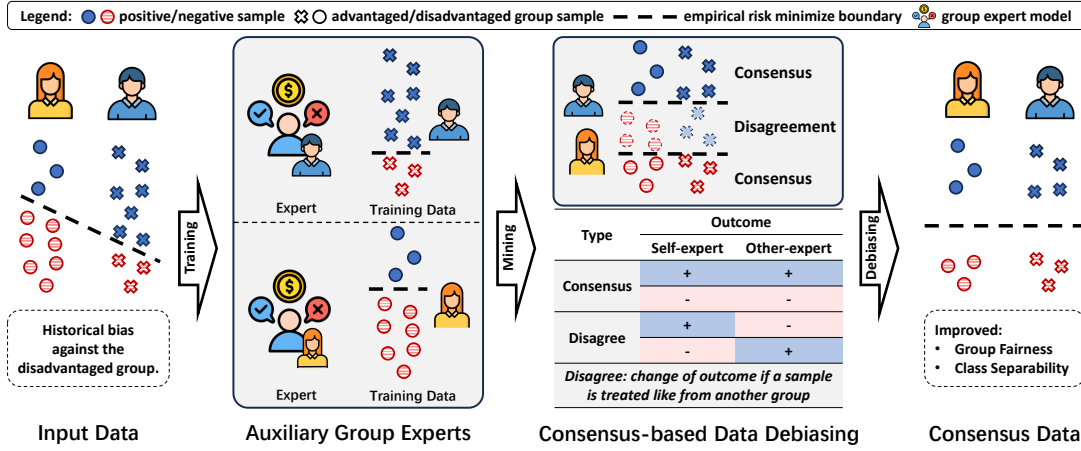 Legend: positive/negative sample advantaged/disadvantaged group sample empirical risk minimize boundary group expert model
Training
Mining
Debiasing
Historical bias
against the
disadvantaged group.
Input Data
Expert Training Data
Expert Training Data
Auxiliary Group Experts
Consensus
Disagreement
Consensus
Type Outcome
Self-expert Other-expert
Consensus + +
- -
Disagree + -
- +
Disagree: change of outcome if a sample
is treated like from another group
Consensus-based Data Debiasing
Improved:
• Group Fairness
• Class Separability
Consensus Data